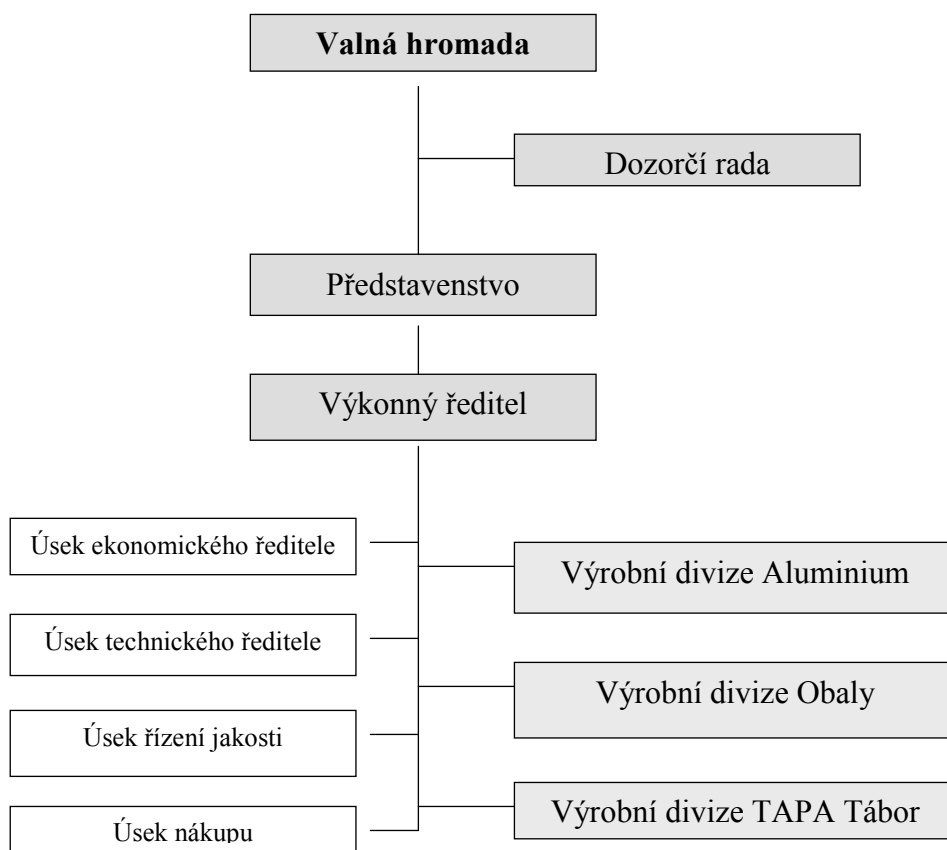 Valná hromada
Dozorčí rada
Představenstvo
Výkonný ředitel
Úsek ekonomického ředitele
Výrobní divize Aluminium
Úsek technického ředitele
Výrobní divize Obaly
Úsek řízení jakosti
Výrobní divize TAPA Tábor
Úsek nákupu